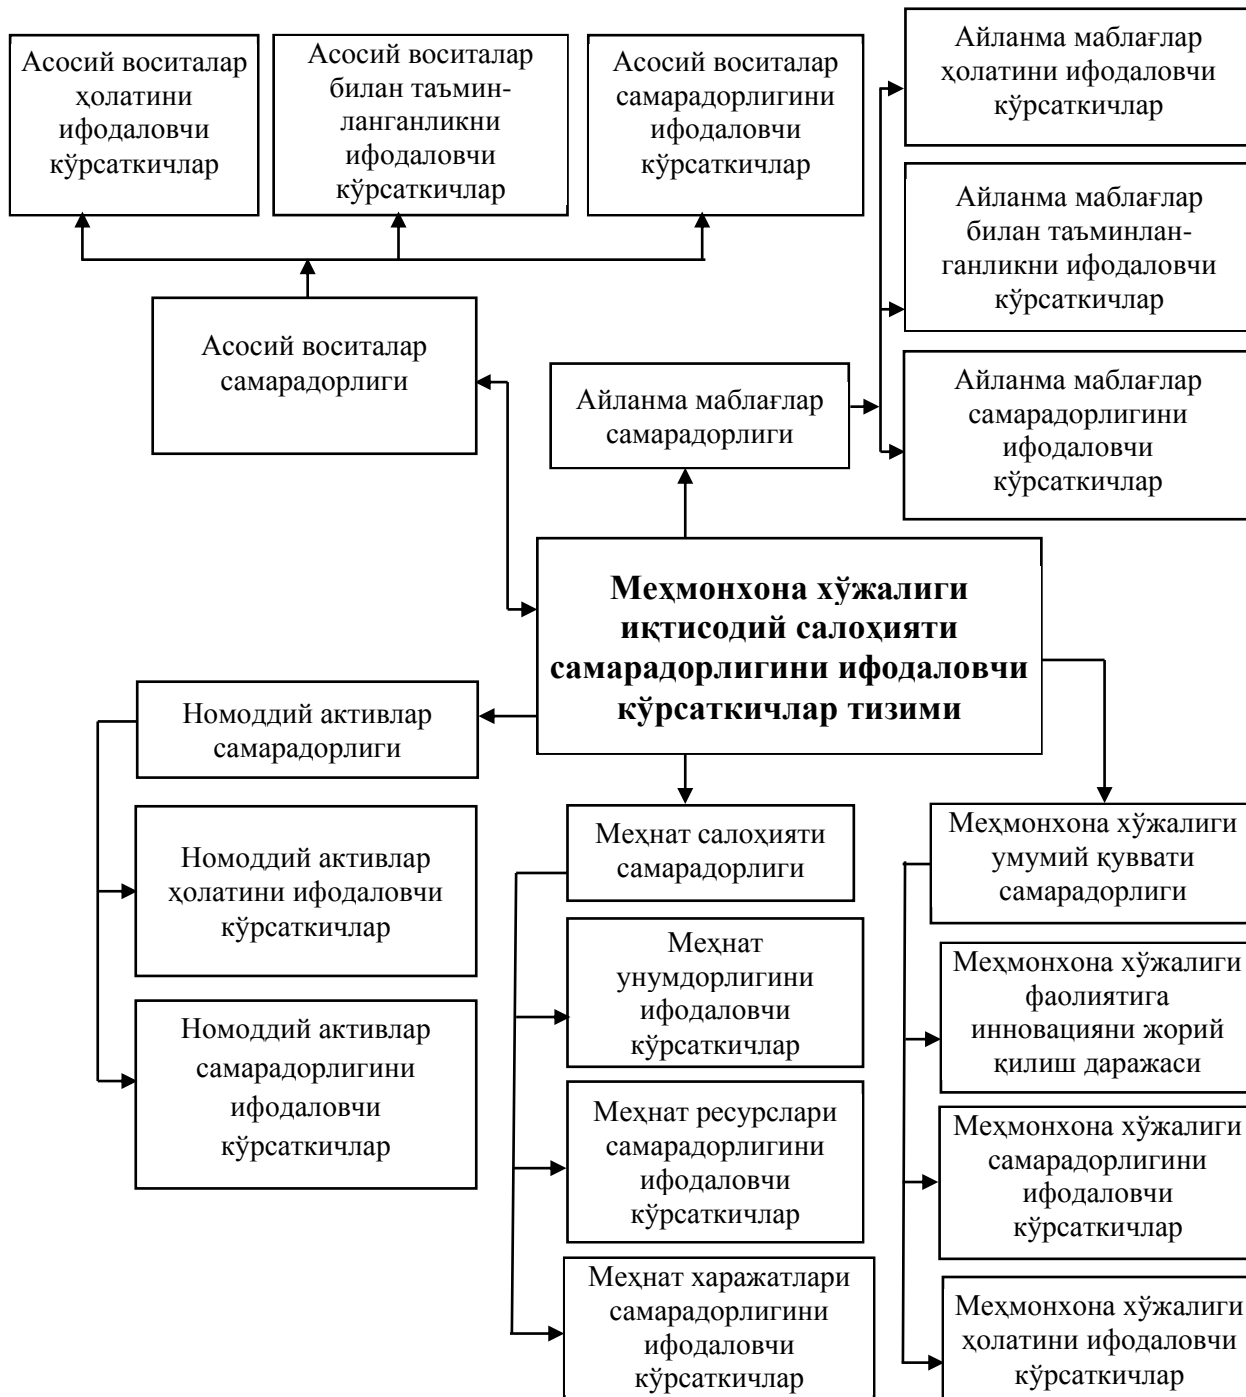 Асосий воситалар
ҳолатини
ифодаловчи
кўрсаткичлар
Асосий воситалар
билан таъмин-
ланганликни
ифодаловчи
кўрсаткичлар
Асосий воситалар
самарадорлигини
ифодаловчи
кўрсаткичлар
Айланма маблағлар
ҳолатини ифодаловчи
кўрсаткичлар
Айланма маблағлар
билан таъминлан-
ганликни ифодаловчи
кўрсаткичлар
Асосий воситалар
самарадорлиги
Айланма маблағлар
самарадорлиги
Айланма маблағлар
самарадорлигини
ифодаловчи
кўрсаткичлар
Меҳмонхона хўжалиги
иқтисодий салоҳияти
самарадорлигини ифодаловчи
кўрсаткичлар тизими
Номоддий активлар
самарадорлиги
Номоддий активлар
ҳолатини ифодаловчи
кўрсаткичлар
Номоддий активлар
самарадорлигини
ифодаловчи
кўрсаткичлар
Меҳнат салоҳияти
самарадорлиги
Меҳнат
унумдорлигини
ифодаловчи
кўрсаткичлар
Меҳнат ресурслари
самарадорлигини
ифодаловчи
кўрсаткичлар
Меҳнат харажатлари
самарадорлигини
ифодаловчи
кўрсаткичлар
Меҳмонхона хўжалиги
умумий қуввати
самарадорлиги
Меҳмонхона хўжалиги
фаолиятига
инновацияни жорий
қилиш даражаси
Меҳмонхона хўжалиги
самарадорлигини
ифодаловчи
кўрсаткичлар
Меҳмонхона хўжалиги
ҳолатини ифодаловчи
кўрсаткичлар